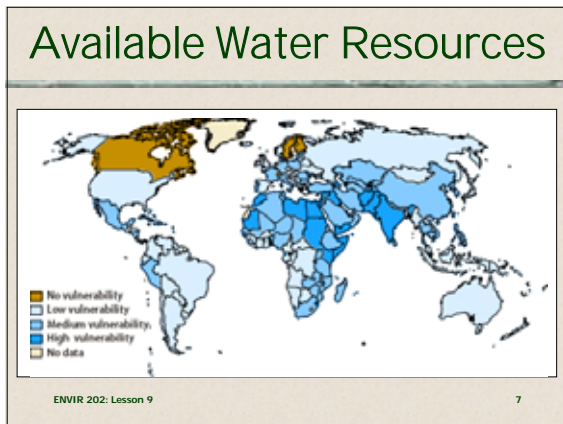 Available Water Resources
No vulnerability
Low vulnerability
Medium vulnerability
High vulnerability
No data
ENVIR 202: Lesson 9
7